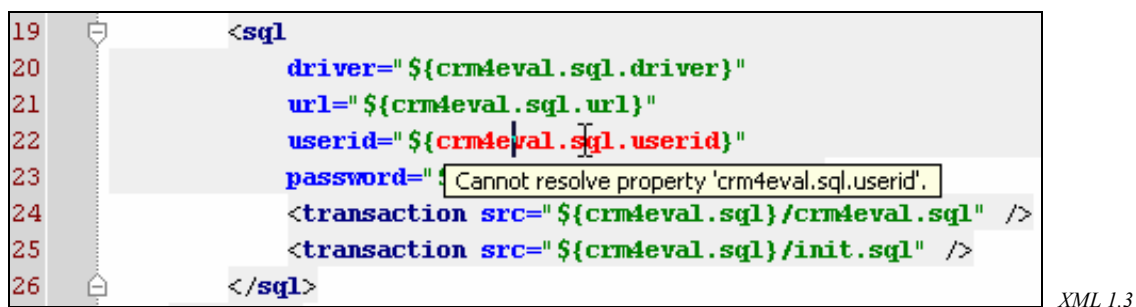 19 <sql
20 driver="${crm4eval.sql.driver}"
21 url="${crm4eval.sql.url}"
22 userid="${crm4eval.sql.userid}"
23 password="
Cannot resolve property 'crm4eval.sql.userid'.
24 <transaction src="${crm4eval.sql}/crm4eval.sql" />
25 <transaction src="${crm4eval.sql}/init.sql" />
26 </sql>
XML 1.3